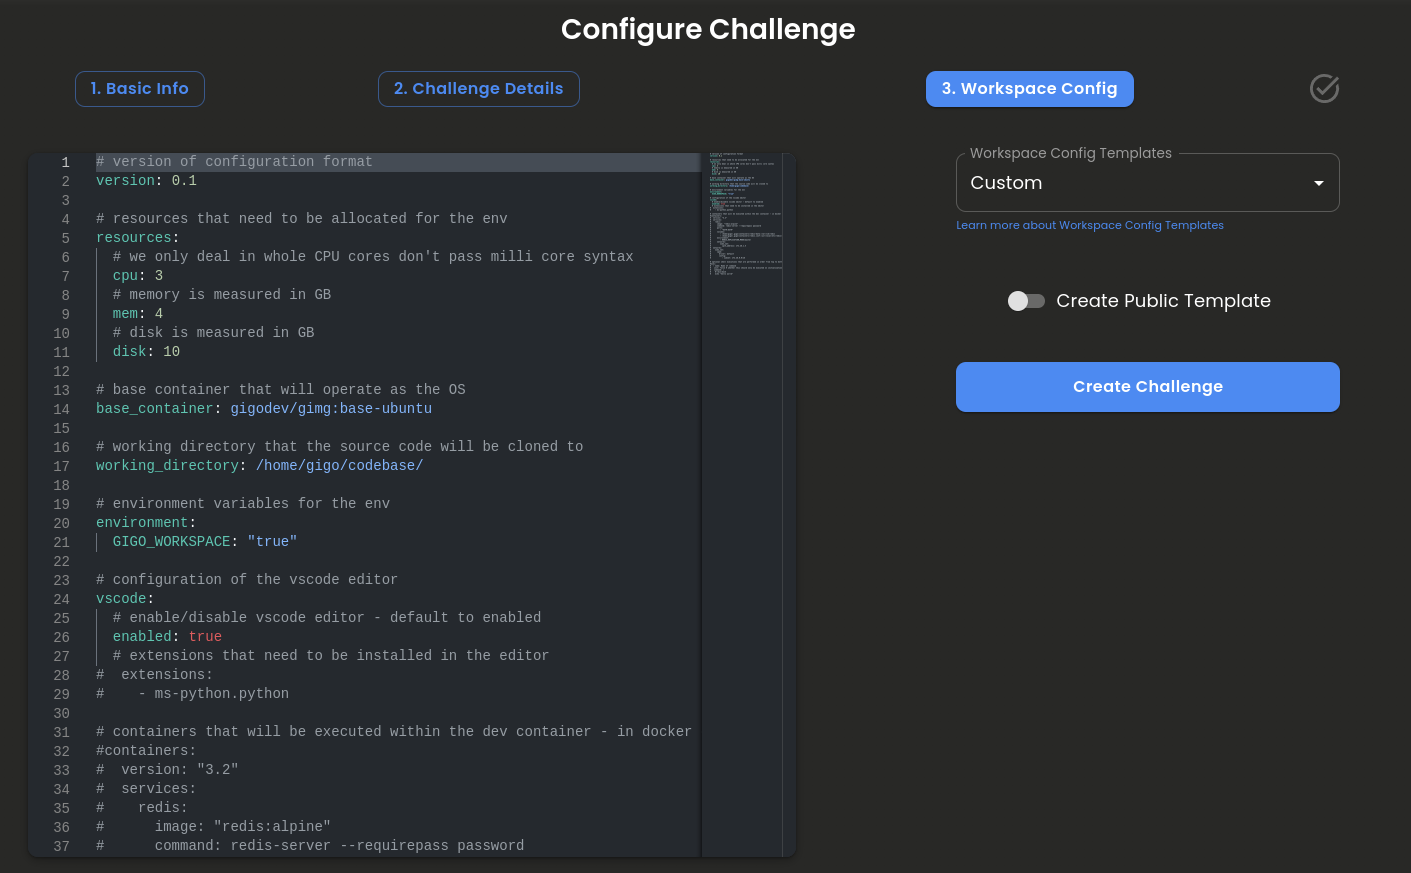 Configure Challenge
1. Basic Info
2. Challenge Details
3. Workspace Config
1 # version of configuration format
2 version: 0.1
3
4 # resources that need to be allocated for the env
5 resources:
6   # we only deal in whole CPU cores don't pass milli core syntax
7   cpu: 3
8   # memory is measured in GB
9   mem: 4
10   # disk is measured in GB
11   disk: 10
12
13 # base container that will operate as the OS
14 base_container: gigodev/gimg:base-ubuntu
15
16 # working directory that the source code will be cloned to
17 working_directory: /home/gigo/codebase/
18
19 # environment variables for the env
20 environment:
21   GIGO_WORKSPACE: "true"
22
23 # configuration of the vscode editor
24 vscode:
25   # enable/disable vscode editor - default to enabled
26   enabled: true
27   # extensions that need to be installed in the editor
28 #  extensions:
29 #    - ms-python.python
30
31 # containers that will be executed within the dev container - in docker
32 #containers:
33 #  version: "3.2"
34 #  services:
35 #    redis:
36 #      image: "redis:alpine"
37 #      command: redis-server --requirepass password
Workspace Config Templates
Custom
Learn more about Workspace Config Templates
Create Public Template
Create Challenge